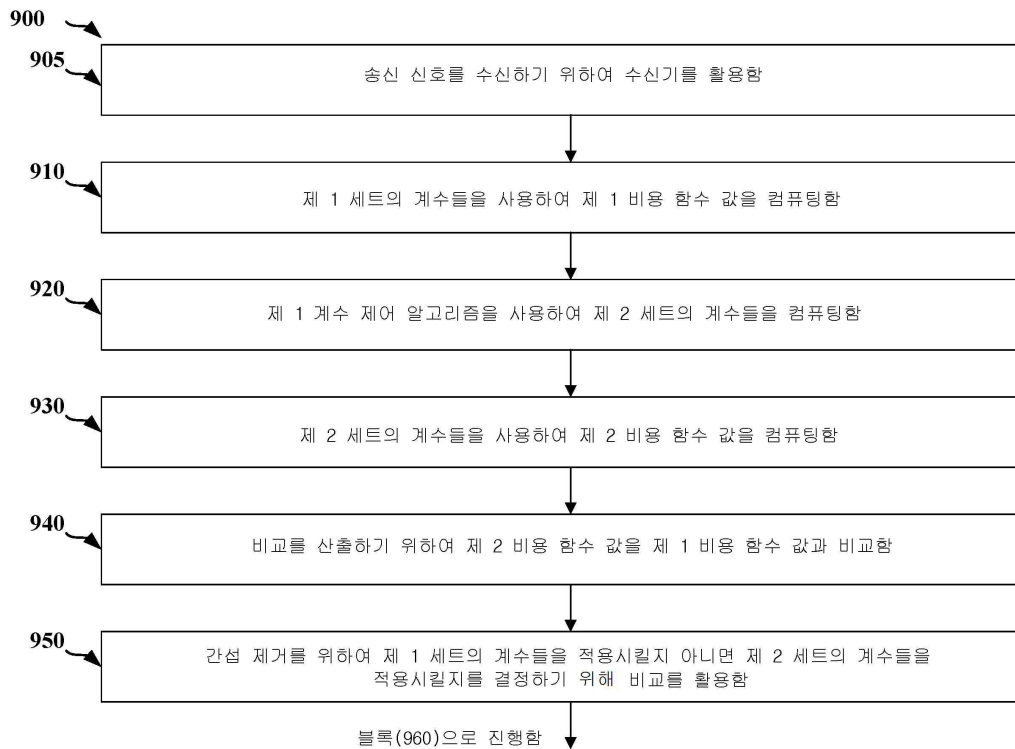 900
905
송신 신호를 수신하기 위하여 수신기를 활용함
910
제 1 세트의 계수들을 사용하여 제 1 비용 함수 값을 컴퓨팅함
920
제 1 계수 제어 알고리즘을 사용하여 제 2 세트의 계수들을 컴퓨팅함
930
제 2 세트의 계수들을 사용하여 제 2 비용 함수 값을 컴퓨팅함
940
비교를 산출하기 위하여 제 2 비용 함수 값을 제 1 비용 함수 값과 비교함
950
간섭 제거를 위하여 제 1 세트의 계수들을 적용시킬지 아니면 제 2 세트의 계수들을
적용시킬지를 결정하기 위해 비교를 활용함
블록(960)으로 진행함